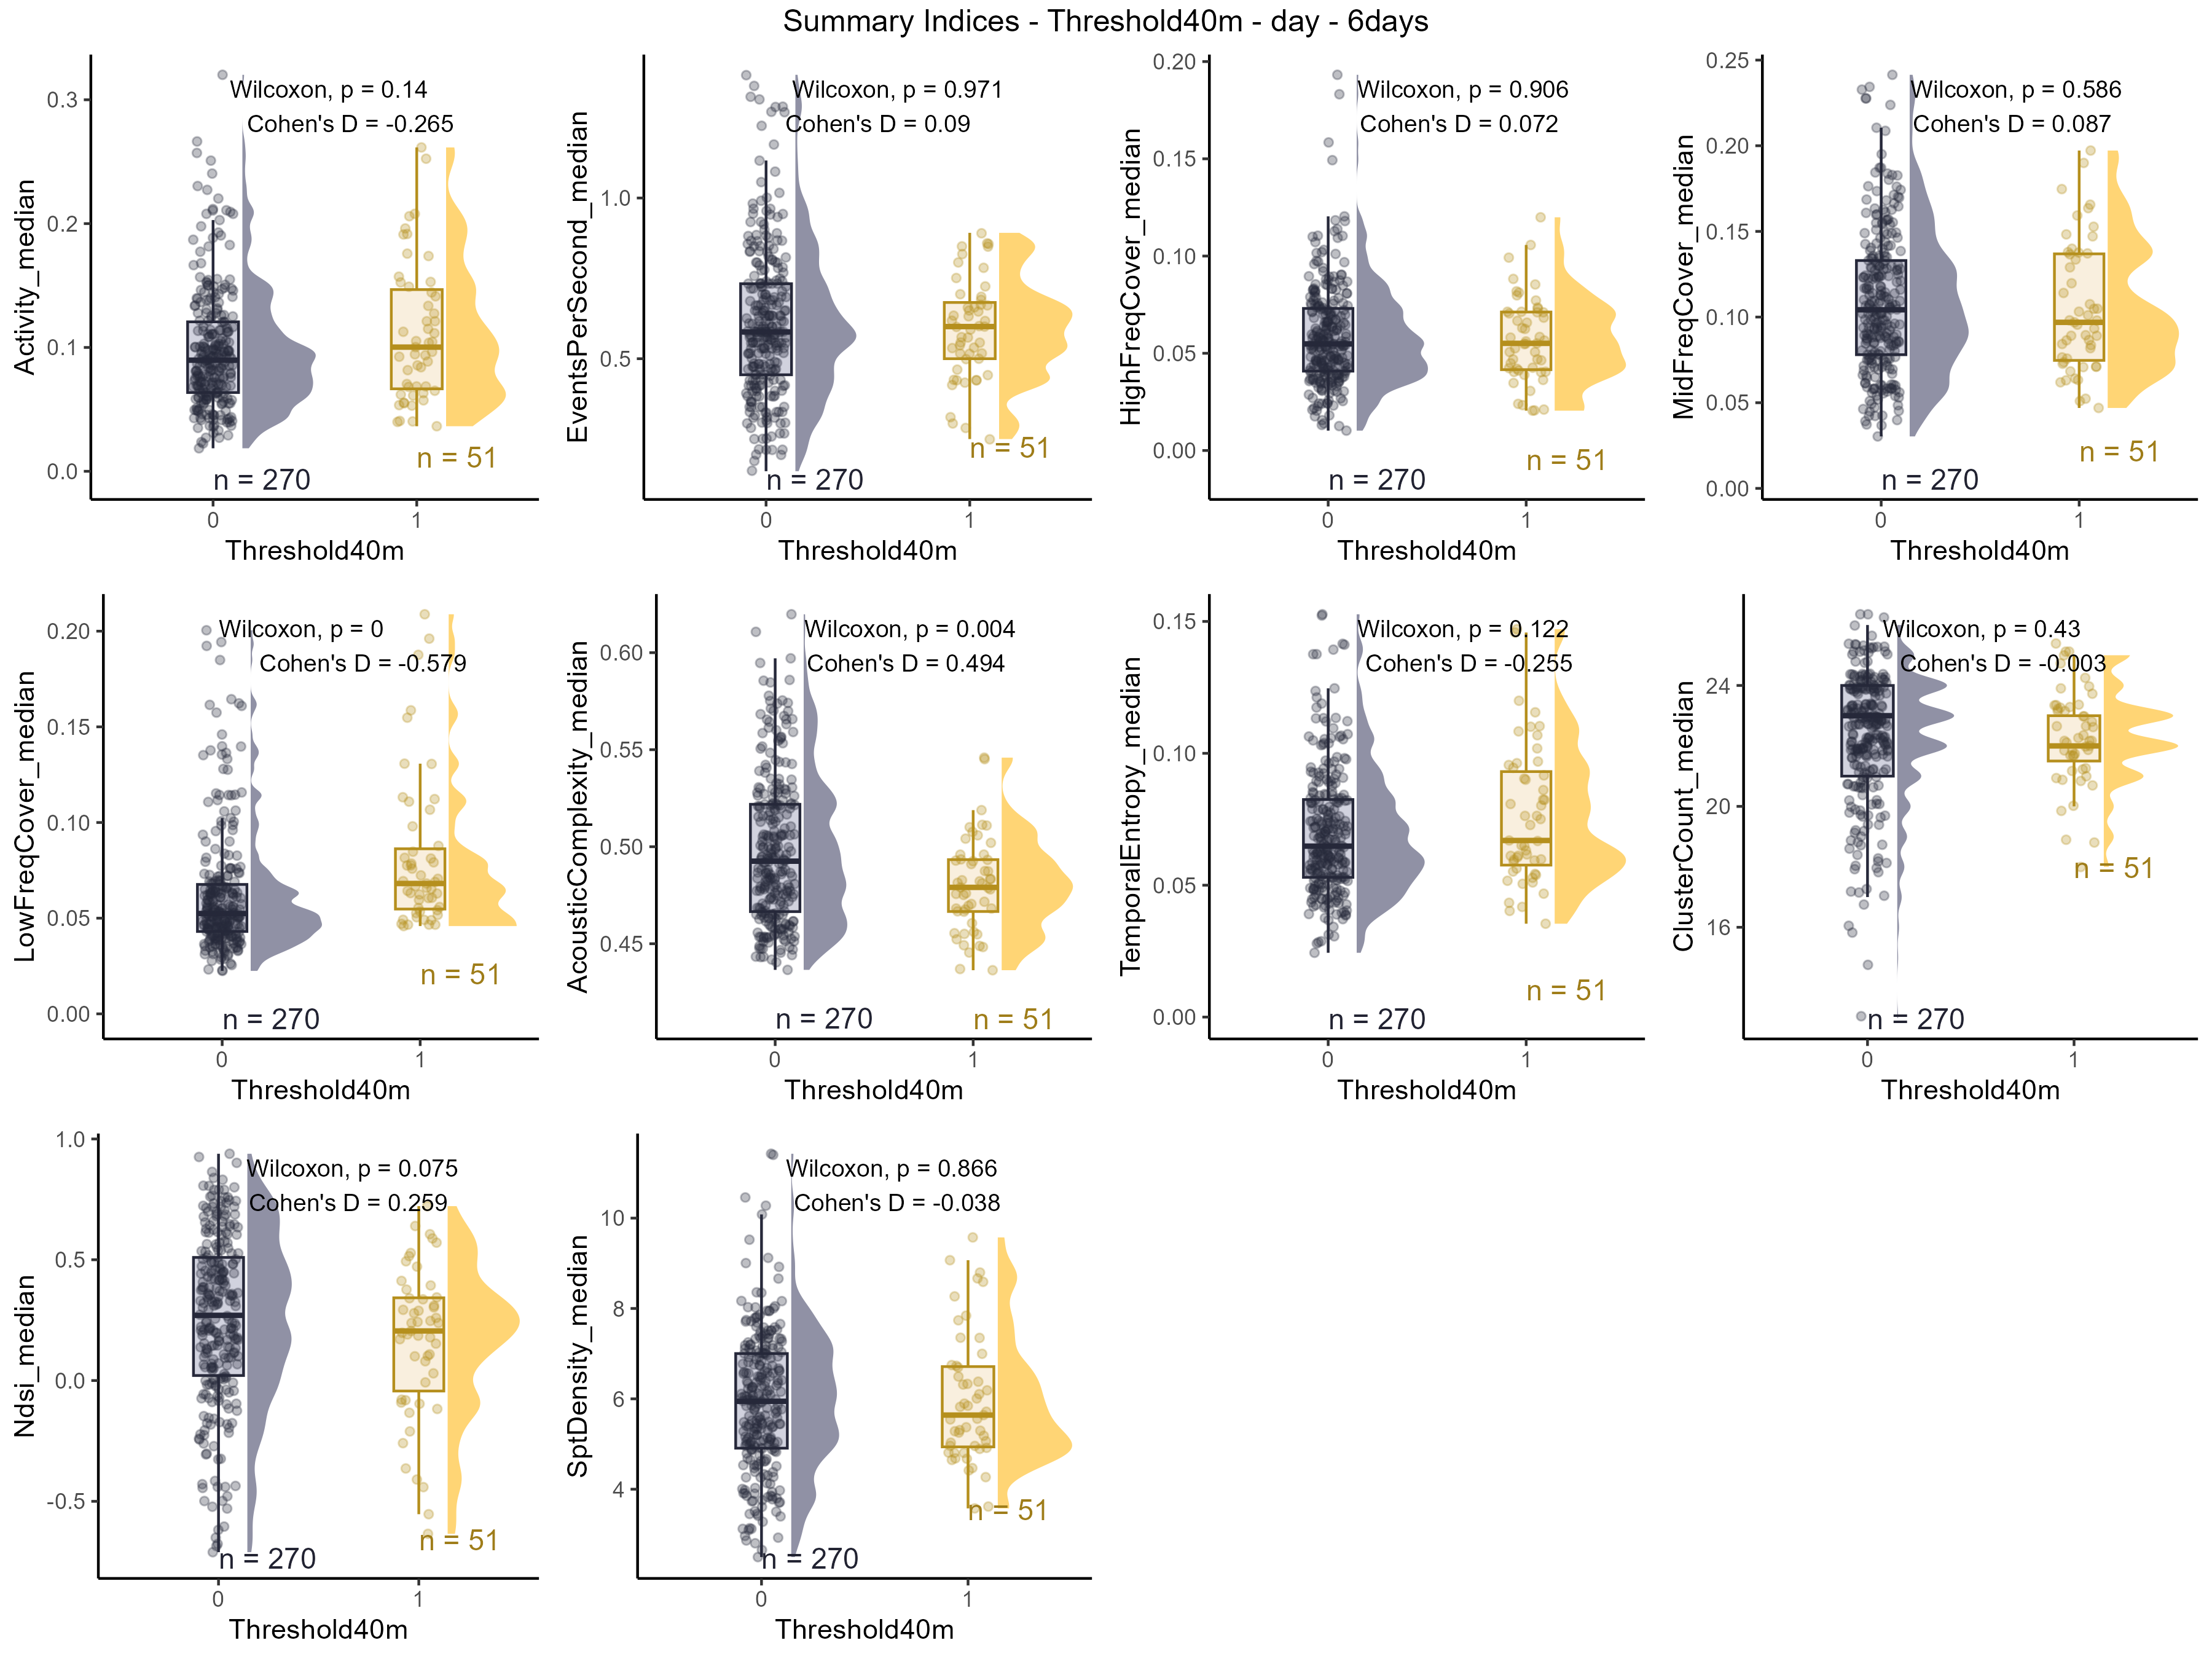 Summary Indices - Threshold40m - day - 6days
Activity_median
0.3
0.2
0.1
0.0
Wilcoxon, p = 0.14
Cohen's D = -0.265
n = 270
n = 51
0 1
Threshold40m
EventsPerSecond_median
1.0
0.5
Wilcoxon, p = 0.971
Cohen's D = 0.09
n = 270
n = 51
0 1
Threshold40m
HighFreqCover_median
0.20
0.15
0.10
0.05
0.00
Wilcoxon, p = 0.906
Cohen's D = 0.072
n = 270
n = 51
0 1
Threshold40m
MidFreqCover_median
0.25
0.20
0.15
0.10
0.05
0.00
Wilcoxon, p = 0.586
Cohen's D = 0.087
n = 270
n = 51
0 1
Threshold40m
LowFreqCover_median
0.20
0.15
0.10
0.05
0.00
Wilcoxon, p = 0
Cohen's D = -0.579
n = 270
n = 51
0 1
Threshold40m
AcousticComplexity_median
0.60
0.55
0.50
0.45
Wilcoxon, p = 0.004
Cohen's D = 0.494
n = 270
n = 51
0 1
Threshold40m
TemporalEntropy_median
0.15
0.10
0.05
0.00
Wilcoxon, p = 0.122
Cohen's D = -0.255
n = 270
n = 51
0 1
Threshold40m
ClusterCount_median
24
20
16
Wilcoxon, p = 0.43
Cohen's D = -0.003
n = 270
n = 51
0 1
Threshold40m
Ndsi_median
1.0
0.5
0.0
-0.5
Wilcoxon, p = 0.075
Cohen's D = 0.259
n = 270
n = 51
0 1
Threshold40m
SptDensity_median
10
8
6
4
Wilcoxon, p = 0.866
Cohen's D = -0.038
n = 270
n = 51
0 1
Threshold40m